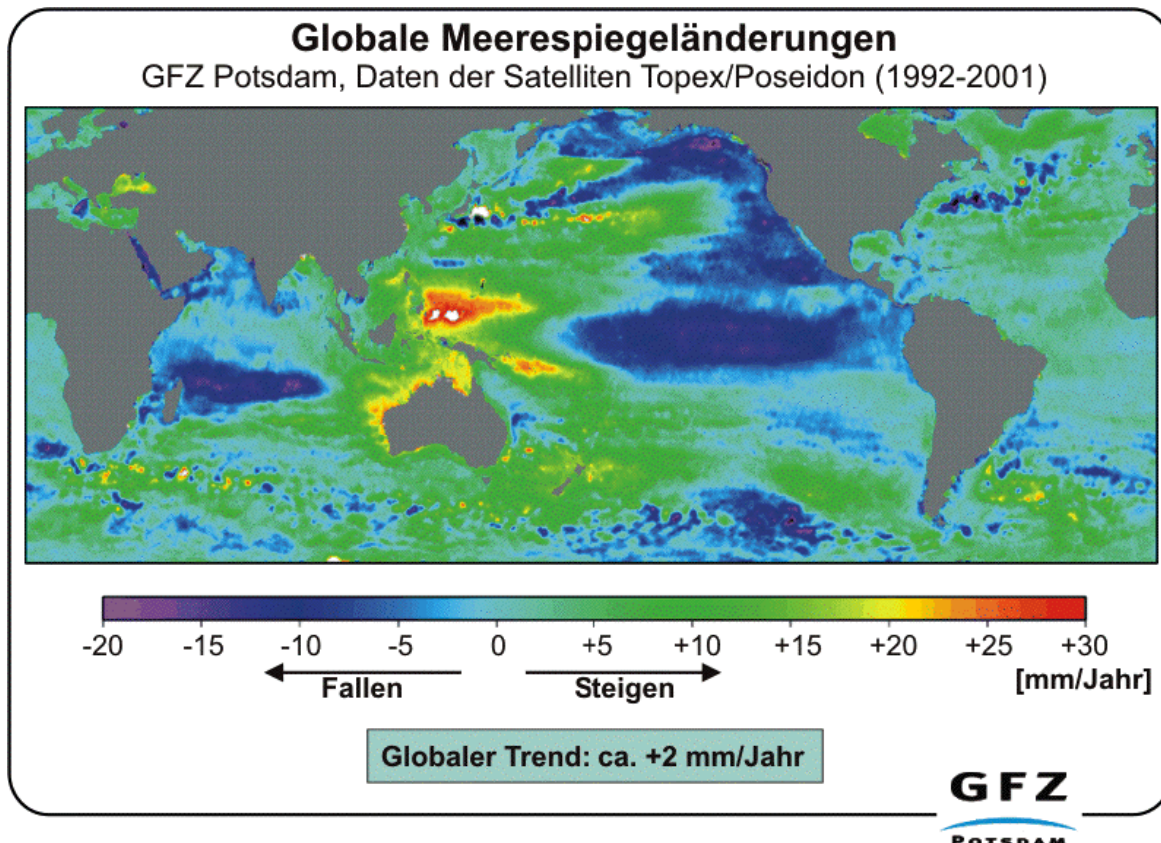 Globale Meerespiegeländerungen
GFZ Potsdam, Daten der Satelliten Topex/Poseidon (1992-2001)
-20 -15 -10 -5 0 +5 +10 +15 +20 +25 +30
Fallen Steigen [mm/Jahr]
Globaler Trend: ca. +2 mm/Jahr
GFZ
POTSDAM